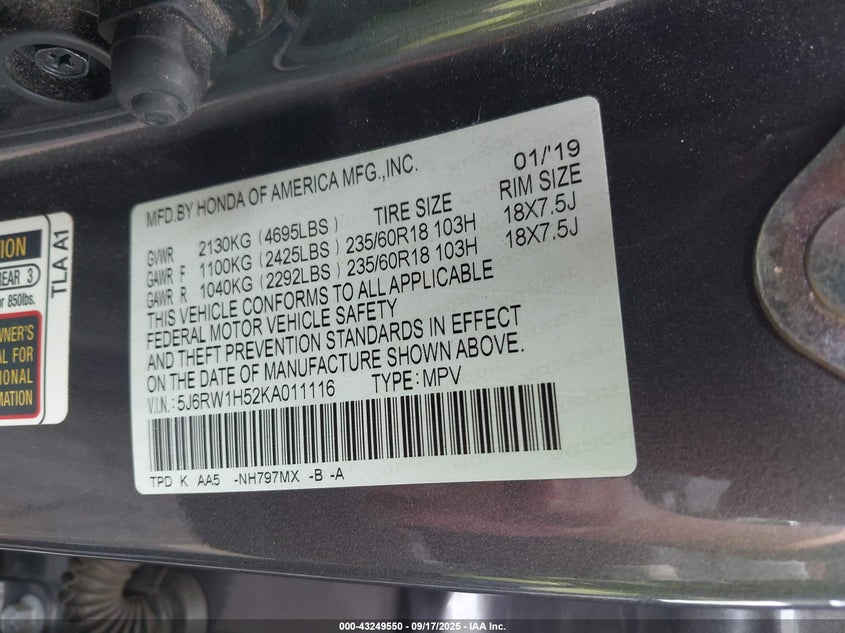 MFD.BY HONDA OF AMERICA MFG.,INC. 01/'19
TIRE SIZE RIM SIZE
GVWR 2130KG (4695LBS)
GAWR F 1100KG (2425LBS) 235/60R18 103H 18X7.5J
GAWR R 1040KG (2292LBS) 235/60R18 103H 18X7.5J
THIS VEHICLE CONFORMS TO ALL APPLICABLE
FEDERAL MOTOR VEHICLE SAFETY
AND THEFT PREVENTION STANDARDS IN EFFECT
ON THE DATE OF MANUFACTURE SHOWN ABOVE.
V.I.N.: 5J6RW1H52KA011116 TYPE: MPV
TPD K AA5 -NH797MX -B -A
TION
REAR 3
or 850lbs.
WNER'S
AL FOR
IONAL
MATION
TLA A1
000-43249550 - 09/17/2025 - IAA Inc.